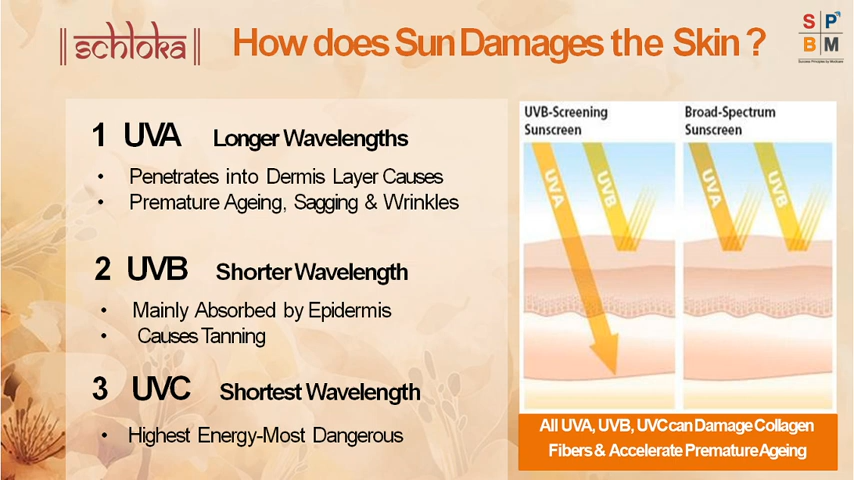 || schloka ||
How does Sun Damages the Skin ?
S P
B M
1 UVA Longer Wavelengths
• Penetrates into Dermis Layer Causes
• Premature Ageing, Sagging & Wrinkles
2 UVB Shorter Wavelength
• Mainly Absorbed by Epidermis
• Causes Tanning
3 UVC Shortest Wavelength
• Highest Energy-Most Dangerous
UVB-Screening
Sunscreen
UVA
UVB
Broad-Spectrum
Sunscreen
UVA
UVB
All UVA, UVB, UVC can Damage Collagen
Fibers & Accelerate Premature Ageing